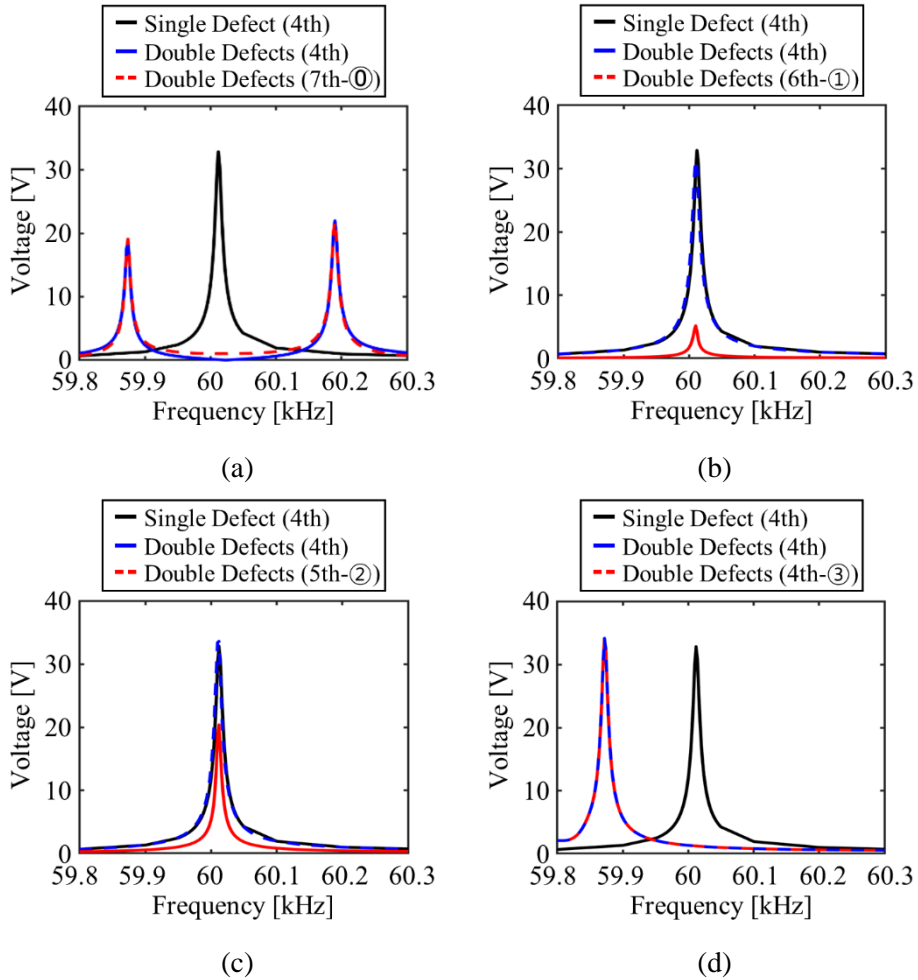 Single Defect (4th)
Double Defects (4th)
Double Defects (7th-⓪)
40
30
20
10
0
Voltage [V]
59.8 59.9 60 60.1 60.2 60.3
Frequency [kHz]
(a)
Single Defect (4th)
Double Defects (4th)
Double Defects (6th-①)
40
30
20
10
0
Voltage [V]
59.8 59.9 60 60.1 60.2 60.3
Frequency [kHz]
(b)
Single Defect (4th)
Double Defects (4th)
Double Defects (5th-②)
40
30
20
10
0
Voltage [V]
59.8 59.9 60 60.1 60.2 60.3
Frequency [kHz]
(c)
Single Defect (4th)
Double Defects (4th)
Double Defects (4th-③)
40
30
20
10
0
Voltage [V]
59.8 59.9 60 60.1 60.2 60.3
Frequency [kHz]
(d)